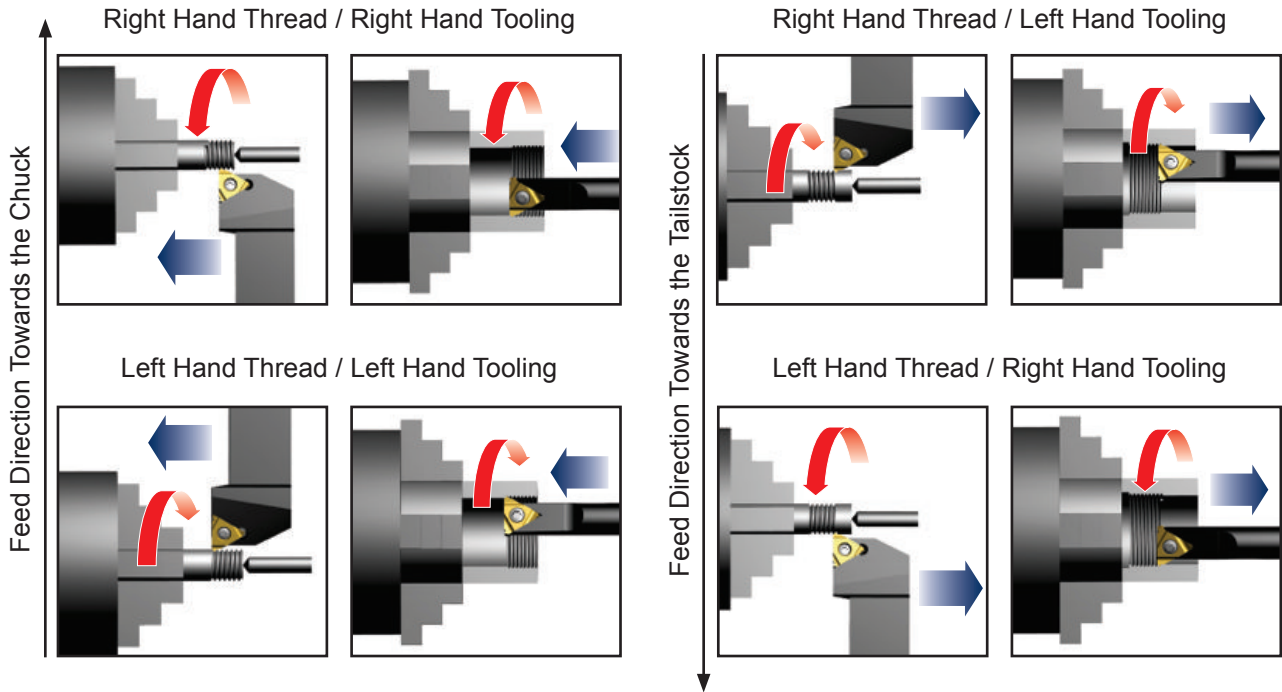 Right Hand Thread / Right Hand Tooling
Right Hand Thread / Left Hand Tooling
Feed Direction Towards the Chuck
Feed Direction Towards the Tailstock
Left Hand Thread / Left Hand Tooling
Left Hand Thread / Right Hand Tooling